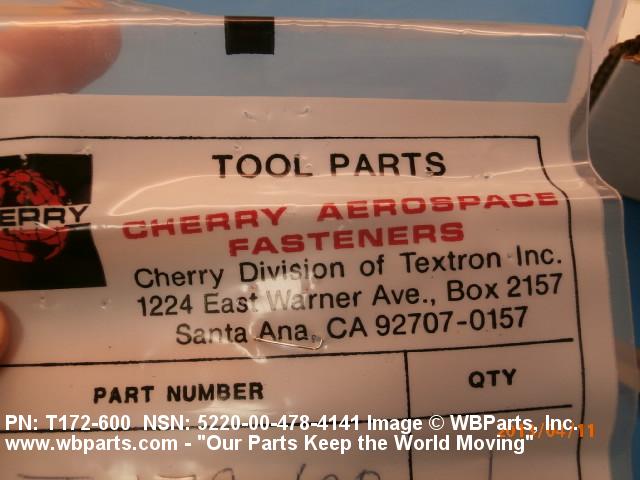 TOOL PARTS
CHERRY AEROSPACE
FASTENERS
Cherry Division of Textron Inc.
1224 East Warner Ave., Box 2157
Santa Ana, CA 92707-0157
PART NUMBER QTY
PN: T172-600 NSN: 5220-00-478-4141 Image © WBParts, Inc.
www.wbparts.com - "Our Parts Keep the World Moving"